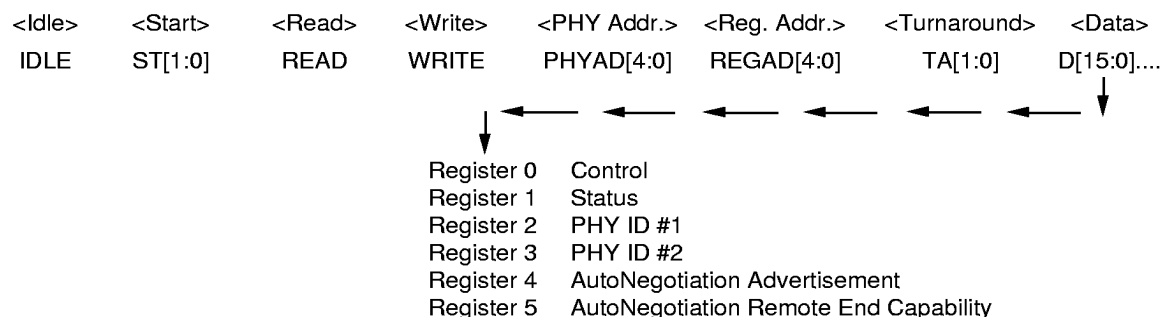 <Idle> <Start> <Read> <Write> <PHY Addr.> <Reg. Addr.> <Turnaround> <Data>
IDLE ST[1:0] READ WRITE PHYAD[4:0] REGAD[4:0] TA[1:0] D[15:0]....
Register 0 Control
Register 1 Status
Register 2 PHY ID #1
Register 3 PHY ID #2
Register 4 AutoNegotiation Advertisement
Register 5 AutoNegotiation Remote End Capability